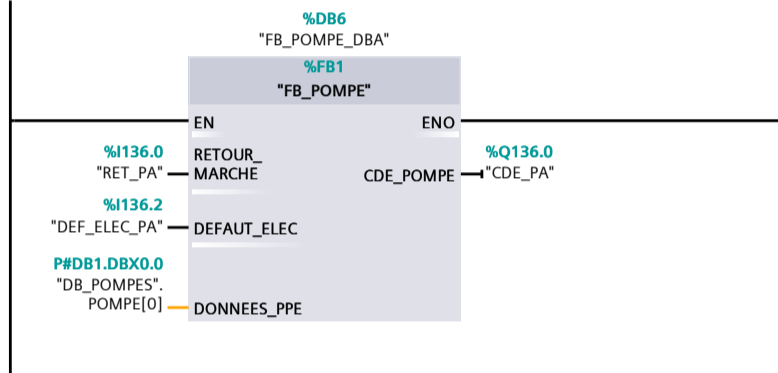 %DB6
"FB_POMPE_DBA"
%FB1
"FB_POMPE"
EN
ENO
%I136.0
"RET_PA"
RETOUR_
MARCHE
%Q136.0
CDE_POMPE
"CDE_PA"
%I136.2
"DEF_ELEC_PA"
DEFAUT_ELEC
P#DB1.DBX0.0
"DB_POMPES".
POMPE[0]
DONNEES_PPE